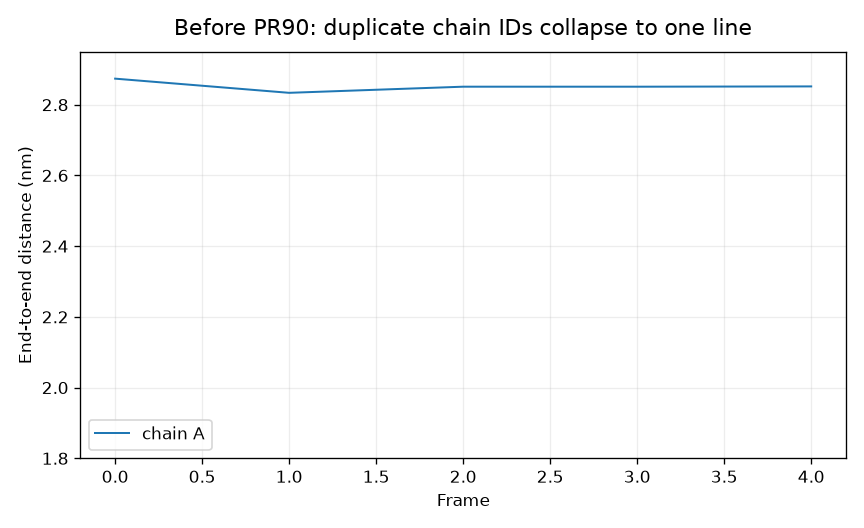 Before PR90: duplicate chain IDs collapse to one line
End-to-end distance (nm)
2.8
2.6
2.4
2.2
2.0
1.8
chain A
0.0 0.5 1.0 1.5 2.0 2.5 3.0 3.5 4.0
Frame